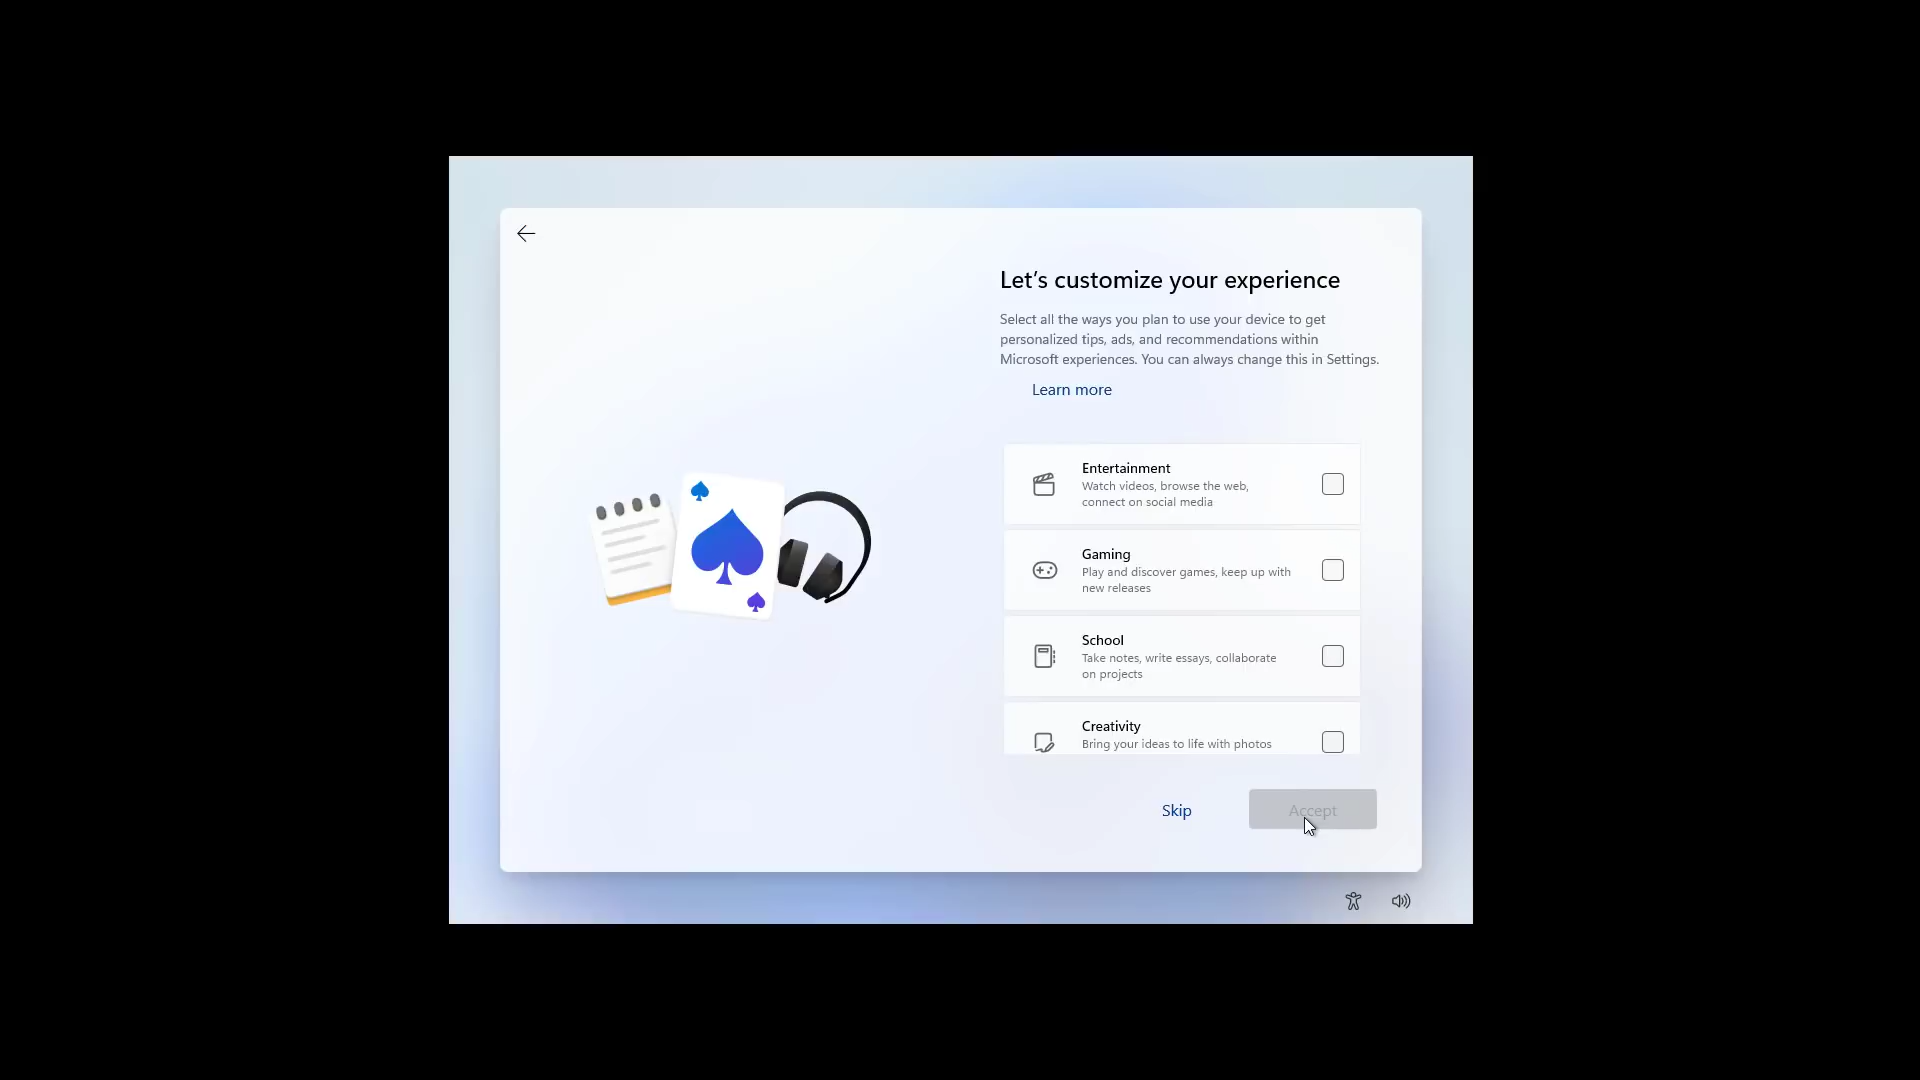 Let's customize your experience
Select all the ways you plan to use your device to get
personalized tips, ads, and recommendations within
Microsoft experiences. You can always change this in Settings.
Learn more
Entertainment
Watch videos, browse the web,
connect on social media
Gaming
Play and discover games, keep up with
new releases
School
Take notes, write essays, collaborate
on projects
Creativity
Bring your ideas to life with photos
Skip
Accept